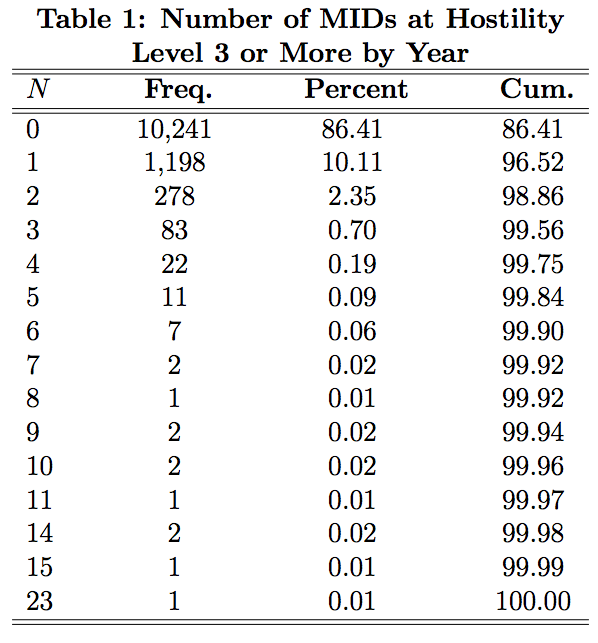 Table 1: Number of MIDs at Hostility
Level 3 or More by Year
N Freq. Percent Cum.
0 10,241 86.41 86.41
1 1,198 10.11 96.52
2 278 2.35 98.86
3 83 0.70 99.56
4 22 0.19 99.75
5 11 0.09 99.84
6 7 0.06 99.90
7 2 0.02 99.92
8 1 0.01 99.92
9 2 0.02 99.94
10 2 0.02 99.96
11 1 0.01 99.97
14 2 0.02 99.98
15 1 0.01 99.99
23 1 0.01 100.00